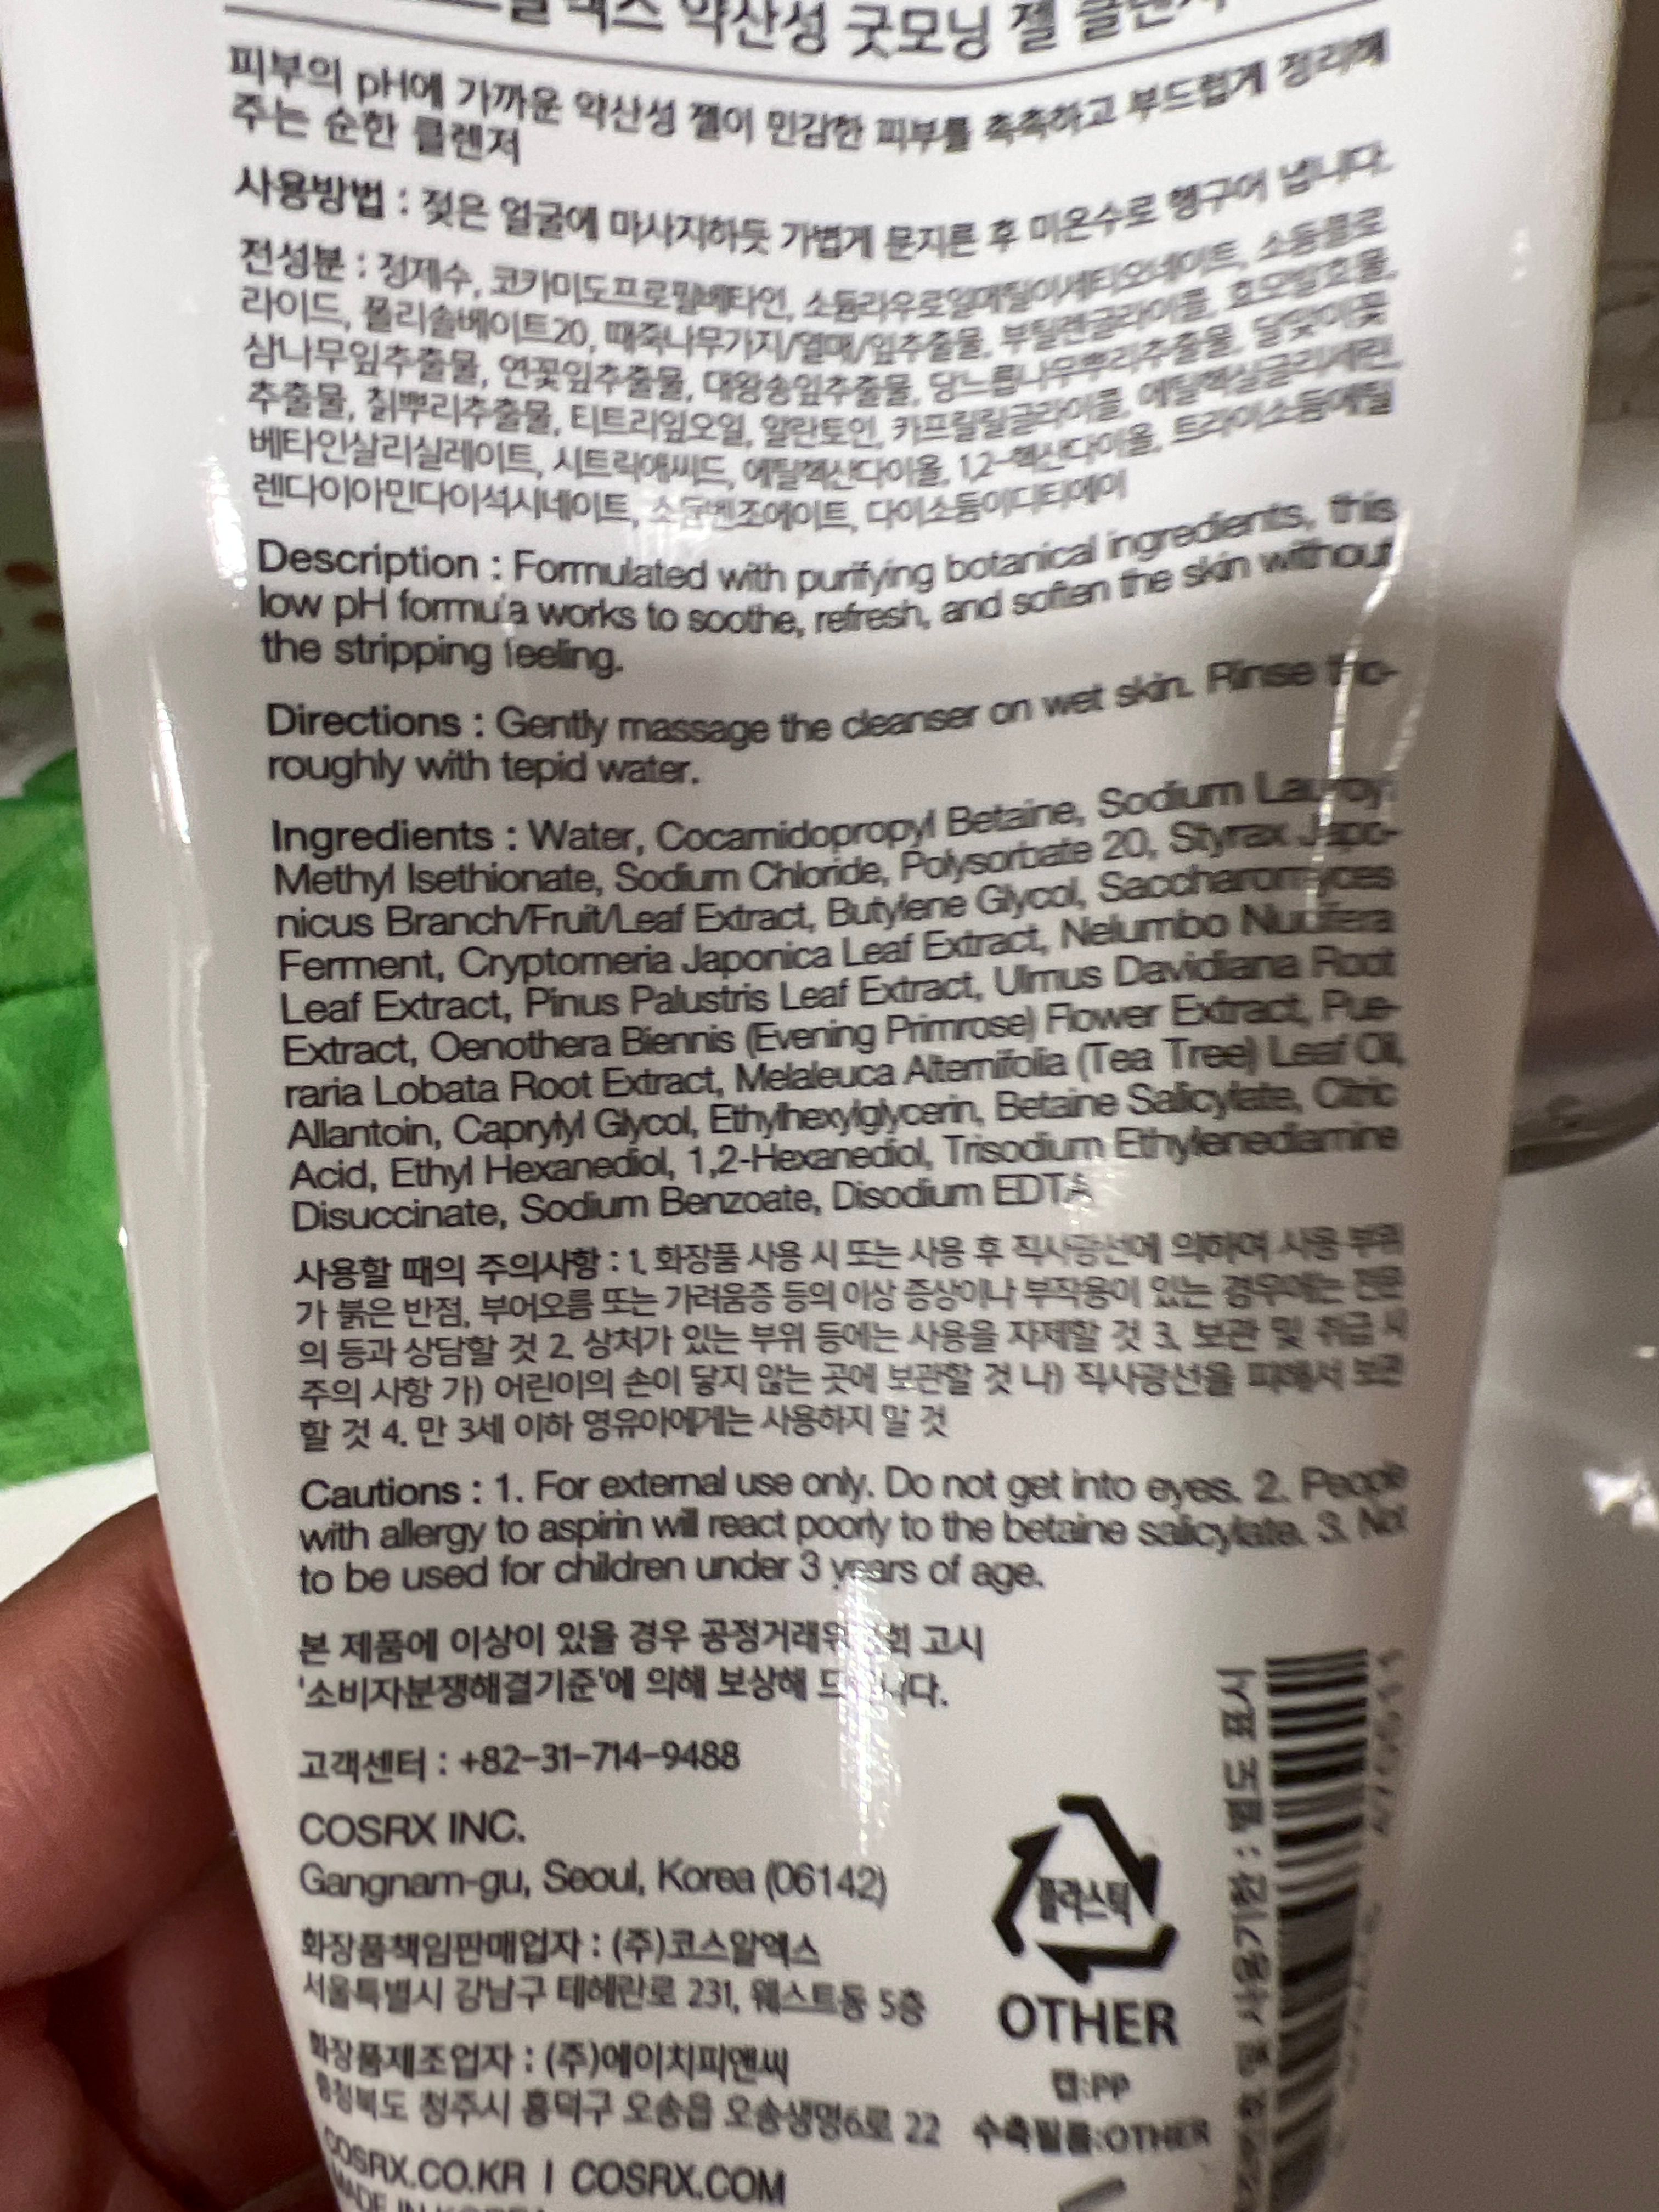 약산성 굿모닝 젤 클렌저
피부의 pH에 가까운 약산성 젤이 민감한 피부를 촉촉하고 부드럽게 정리해
주는 순한 클렌저
사용방법 : 젖은 얼굴에 마사지하듯 가볍게 문지른 후 미온수로 헹구어 냅니다.
전성분 : 정제수, 코카미도프로필베타인, 소듐라우로일메틸이세티오네이트, 소듐클로
라이드, 폴리솔베이트20, 때죽나무가지/열매/잎추출물, 부틸렌글라이콜, 효모발효물,
삼나무잎추출물, 연꽃잎추출물, 대왕송잎추출물, 당느릅나무뿌리추출물, 달맞이꽃
추출물, 칡뿌리추출물, 티트리잎오일, 알란토인, 카프릴릴글라이콜, 에틸헥실글리세린,
베타인살리실레이트, 시트릭애씨드, 에틸헥산다이올, 1,2-헥산다이올, 트라이소듐에틸
렌다이아민다이석시네이트, 소듐벤조에이트, 다이소듐이디티에이
Description : Formulated with purifying botanical ingredients, this
low pH formula works to soothe, refresh, and soften the skin without
the stripping feeling.
Directions : Gently massage the cleanser on wet skin. Rinse tho-
roughly with tepid water.
Ingredients : Water, Cocamidopropyl Betaine, Sodium Lauroyl
Methyl Isethionate, Sodium Chloride, Polysorbate 20, Styrax Japo-
nicus Branch/Fruit/Leaf Extract, Butylene Glycol, Saccharomyces
Ferment, Cryptomeria Japonica Leaf Extract, Nelumbo Nucifera
Leaf Extract, Pinus Palustris Leaf Extract, Ulmus Davidiana Root
Extract, Oenothera Biennis (Evening Primrose) Flower Extract, Pue-
raria Lobata Root Extract, Melaleuca Alternifolia (Tea Tree) Leaf Oil,
Allantoin, Caprylyl Glycol, Ethylhexylglycerin, Betaine Salicylate, Citric
Acid, Ethyl Hexanediol, 1,2-Hexanediol, Trisodium Ethylenediamine
Disuccinate, Sodium Benzoate, Disodium EDTA
사용할 때의 주의사항 : 1. 화장품 사용 시 또는 사용 후 직사광선에 의하여 사용 부위
가 붉은 반점, 부어오름 또는 가려움증 등의 이상 증상이나 부작용이 있는 경우에는 전문
의 등과 상담할 것 2. 상처가 있는 부위 등에는 사용을 자제할 것 3. 보관 및 취급 시
주의 사항 가) 어린이의 손이 닿지 않는 곳에 보관할 것 나) 직사광선을 피해서 보관
할 것 4. 만 3세 이하 영유아에게는 사용하지 말 것
Cautions : 1. For external use only. Do not get into eyes. 2. People
with allergy to aspirin will react poorly to the betaine salicylate. 3. Not
to be used for children under 3 years of age.
본 제품에 이상이 있을 경우 공정거래위원회 고시
'소비자분쟁해결기준'에 의해 보상해 드립니다.
고객센터 : +82-31-714-9488
COSRX INC.
Gangnam-gu, Seoul, Korea (06142)
화장품책임판매업자 : (주)코스알엑스
서울특별시 강남구 테헤란로 231, 웨스트동 5층
화장품제조업자 : (주)에이치피앤씨
충청북도 청주시 흥덕구 오송읍 오송생명6로 22
COSRX.CO.KR | COSRX.COM
MADE IN KOREA
플라스틱
OTHER
캡:PP
수축필름:OTHER
사용기한 : 별도 표시